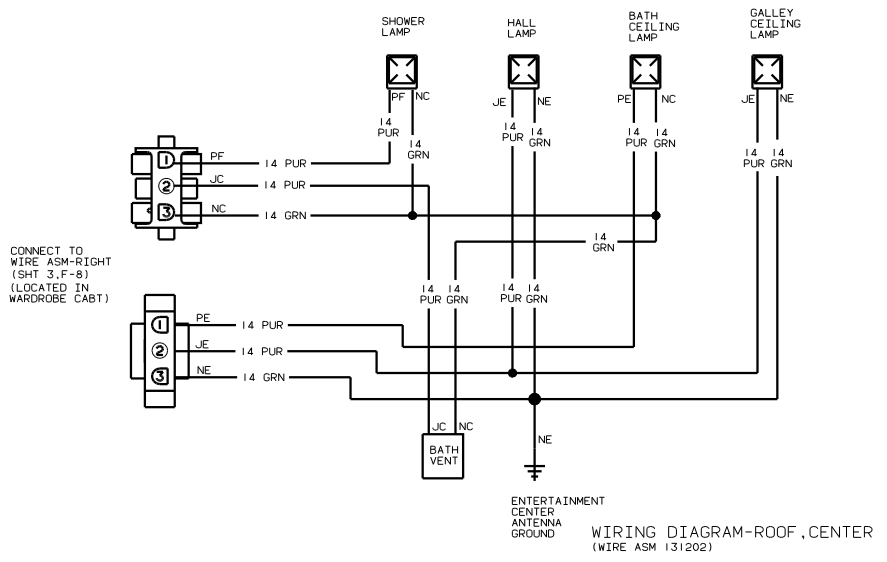 SHOWER
LAMP
HALL
LAMP
BATH
CEILING
LAMP
GALLEY
CEILING
LAMP
PF NC
JE NE
PE NC
JE NE
14
PUR
14
GRN
14
PUR
14
GRN
14
PUR
14
GRN
14
PUR
14
GRN
1
PF
14 PUR
2
JC
14 PUR
3
NC
14 GRN
14
GRN
CONNECT TO
WIRE ASM-RIGHT
(SHT 3,F-8)
(LOCATED IN
WARDROBE CABT)
14
PUR
14
GRN
14
PUR
14
GRN
1
PE
14 PUR
2
JE
14 PUR
3
NE
14 GRN
JC NC
BATH
VENT
NE
ENTERTAINMENT
CENTER
ANTENNA
GROUND
WIRING DIAGRAM-ROOF,CENTER
(WIRE ASM 131202)